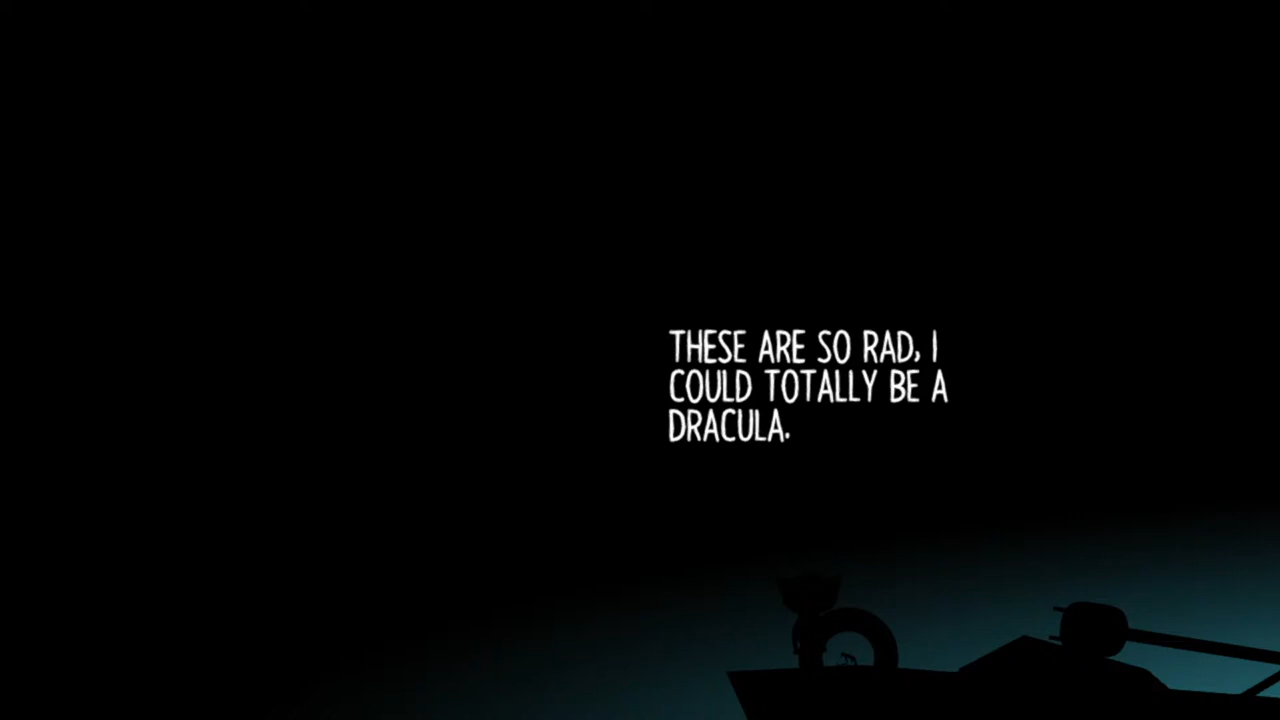 THESE ARE SO RAD, I
COULD TOTALLY BE A
DRACULA.